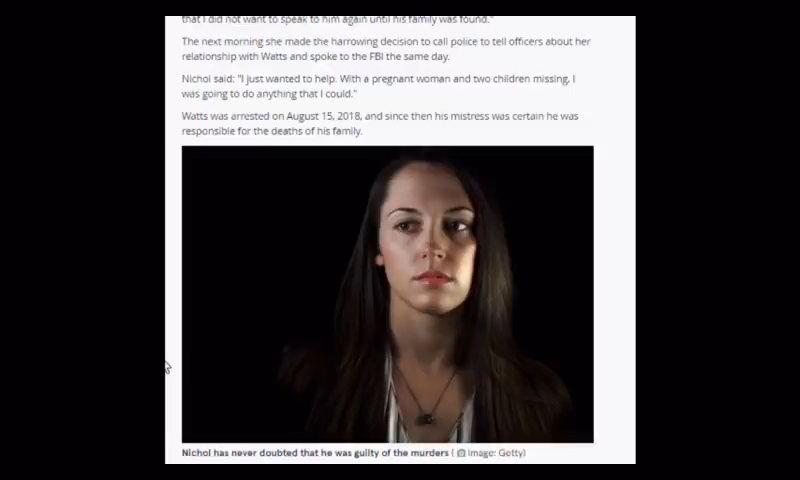 that I did not want to speak to him again until his family was found."
The next morning she made the harrowing decision to call police to tell officers about her
relationship with Watts and spoke to the FBI the same day.
Nichol said: "I just wanted to help. With a pregnant woman and two children missing, I
was going to do anything that I could."
Watts was arrested on August 15, 2018, and since then his mistress was certain he was
responsible for the deaths of his family.
Nichol has never doubted that he was guilty of the murders ( Image: Getty)